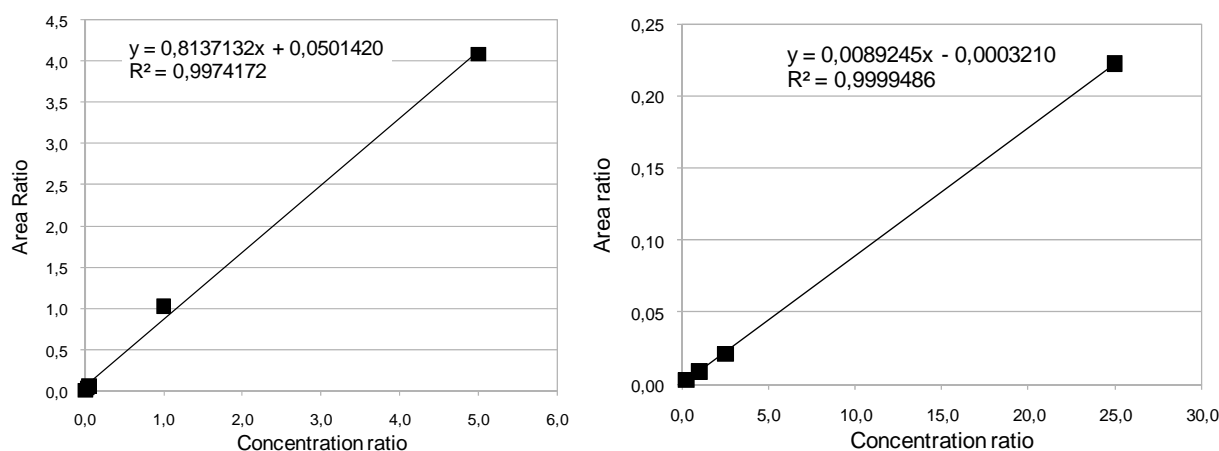 4,5
4,0
3,5
3,0
2,5
2,0
1,5
1,0
0,5
0,0
Area Ratio
y = 0,8137132x + 0,0501420
R² = 0,9974172
0,0 1,0 2,0 3,0 4,0 5,0 6,0
Concentration ratio
0,25
0,20
0,15
0,10
0,05
0,00
Area ratio
y = 0,0089245x - 0,0003210
R² = 0,9999486
0,0 5,0 10,0 15,0 20,0 25,0 30,0
Concentration ratio